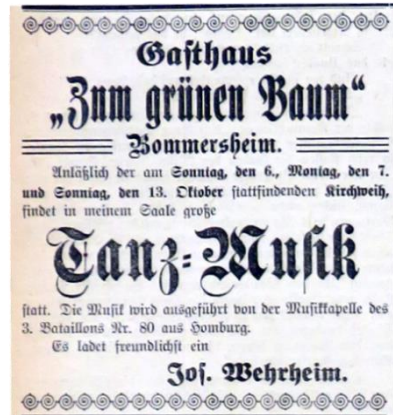 Gasthaus
„Zum grünen Baum“
Bommersheim.
Anläßlich der am Sonntag, den 6., Montag, den 7.
und Sonntag, den 13. Oktober stattfindenden Kirchweih,
findet in meinem Saale große
Tanz-Musik
statt. Die Musik wird ausgeführt von der Musikkapelle des
3. Bataillons Nr. 80 aus Homburg.
Es ladet freundlichst ein
Jos. Wehrheim.